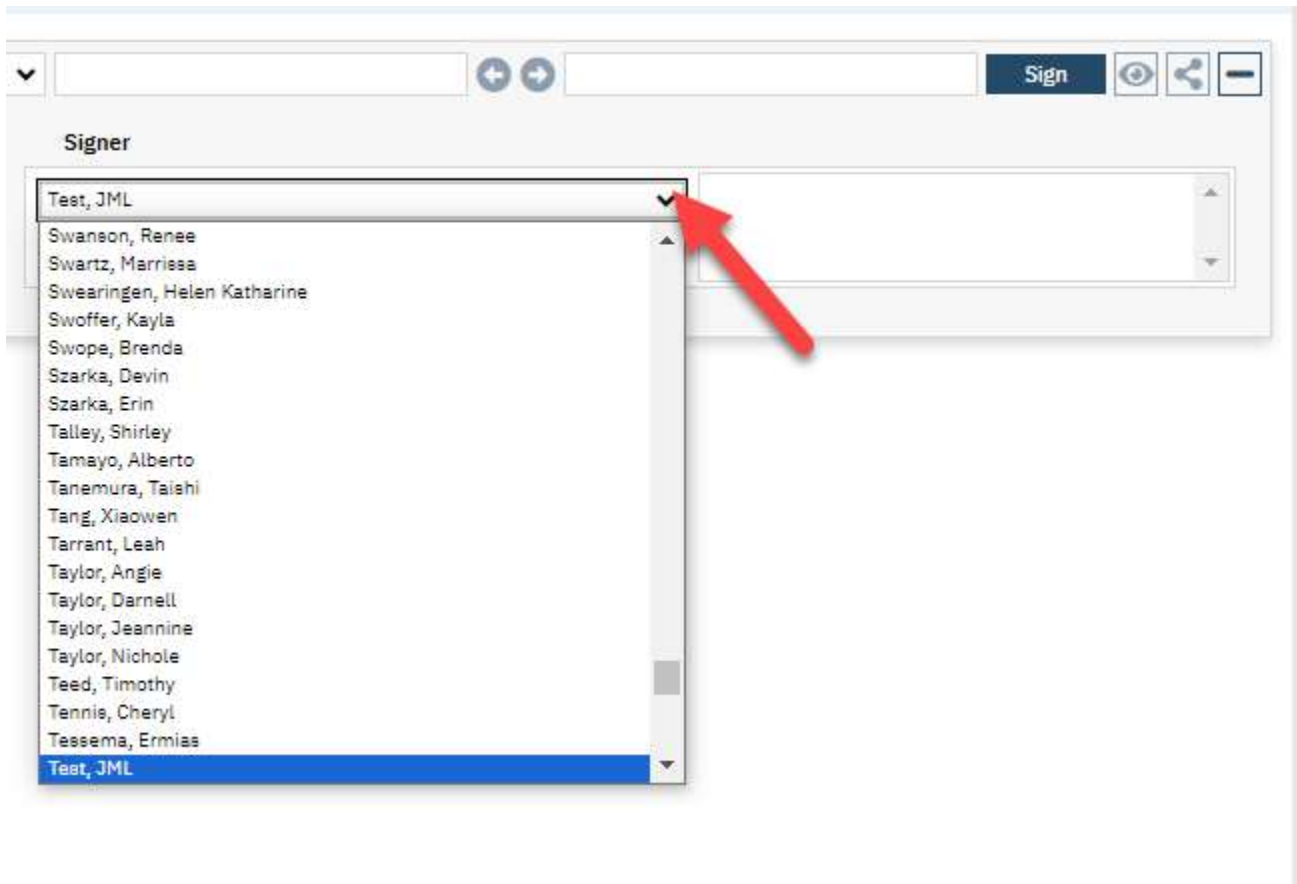 Sign
Signer
Test, JML
Swanson, Renee
Swartz, Marrissa
Swearingen, Helen Katharine
Swoffer, Kayla
Swope, Brenda
Szarka, Devin
Szarka, Erin
Talley, Shirley
Tamayo, Alberto
Tanemura, Taishi
Tang, Xiaowen
Tarrant, Leah
Taylor, Angie
Taylor, Darnell
Taylor, Jeannine
Taylor, Nichole
Teed, Timothy
Tennis, Cheryl
Tessema, Ermias
Test, JML